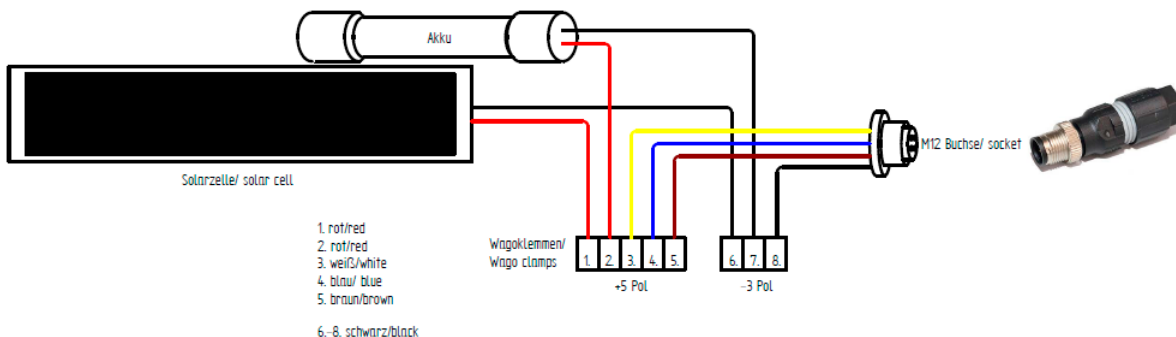 Akku
M12 Buchse/ socket
Solarzelle/ solar cell
1. rot/red
2. rot/red
3. weiß/white
4. blau/ blue
5. braun/brown
6.-8. schwarz/black
Wagoklemmen/
Wago clamps
1. 2. 3. 4. 5.
+5 Pol
6. 7. 8.
-3 Pol